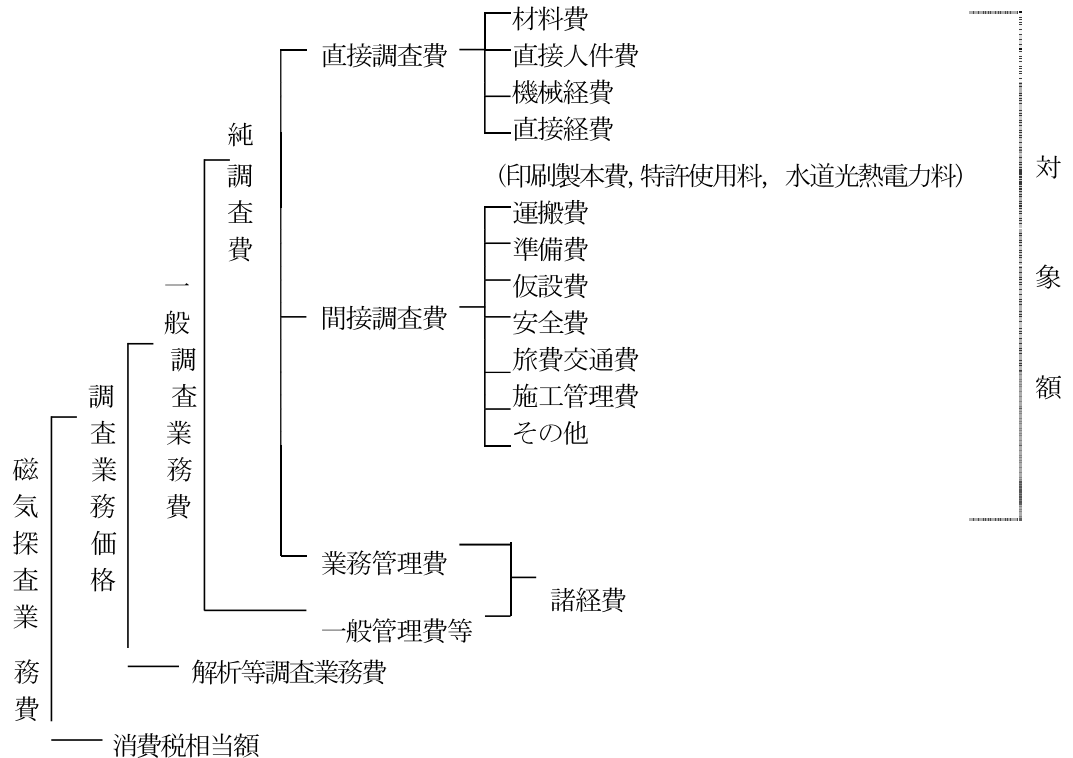 材料費
直接調査費
直接人件費
機械経費
直接経費
(印刷製本費, 特許使用料, 水道光熱電力料)
純調査費
運搬費
準備費
仮設費
間接調査費
安全費
旅費交通費
施工管理費
その他
一般調査業務費
調査業務価格
磁気探査業務費
業務管理費
諸経費
一般管理費等
解析等調査業務費
消費税相当額
対象額